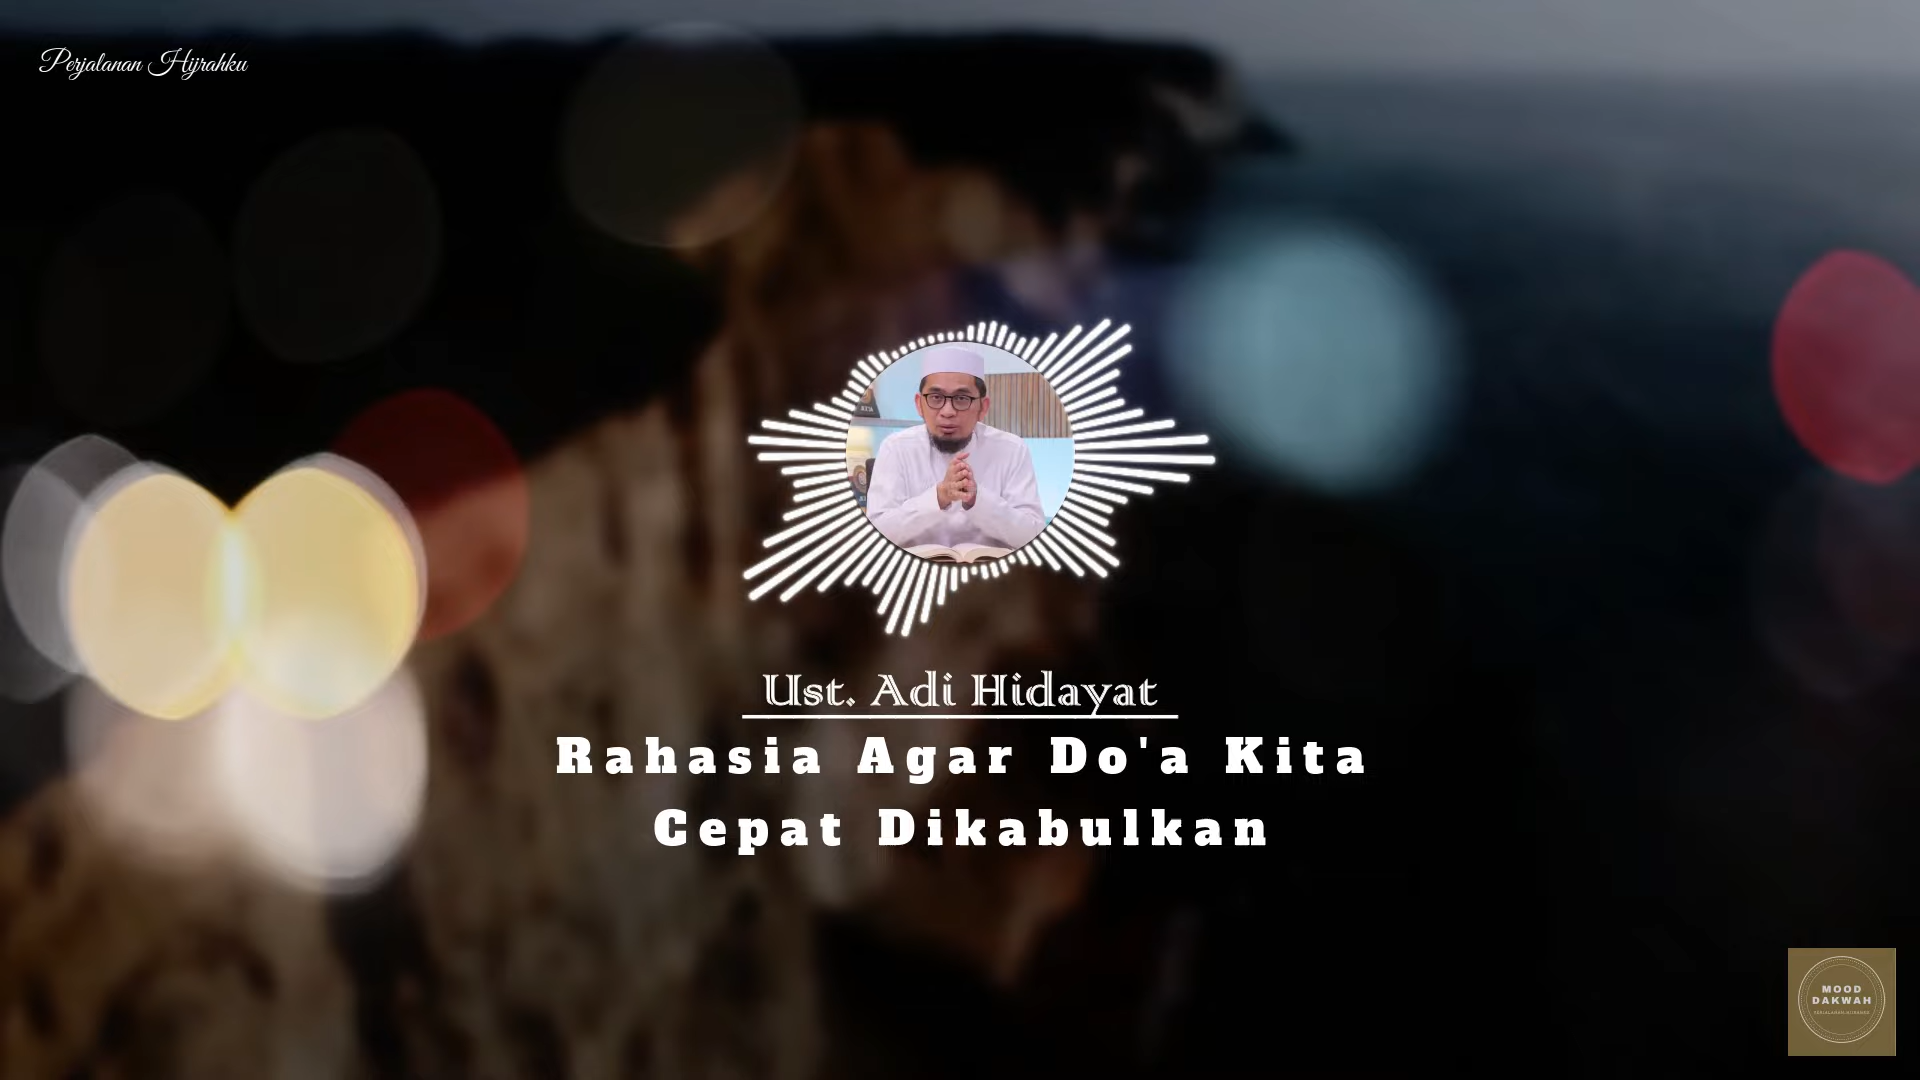 Perjalanan Hijrahku
Ust. Adi Hidayat
Rahasia Agar Do'a Kita
Cepat Dikabulkan
MOOD
DAKWAH